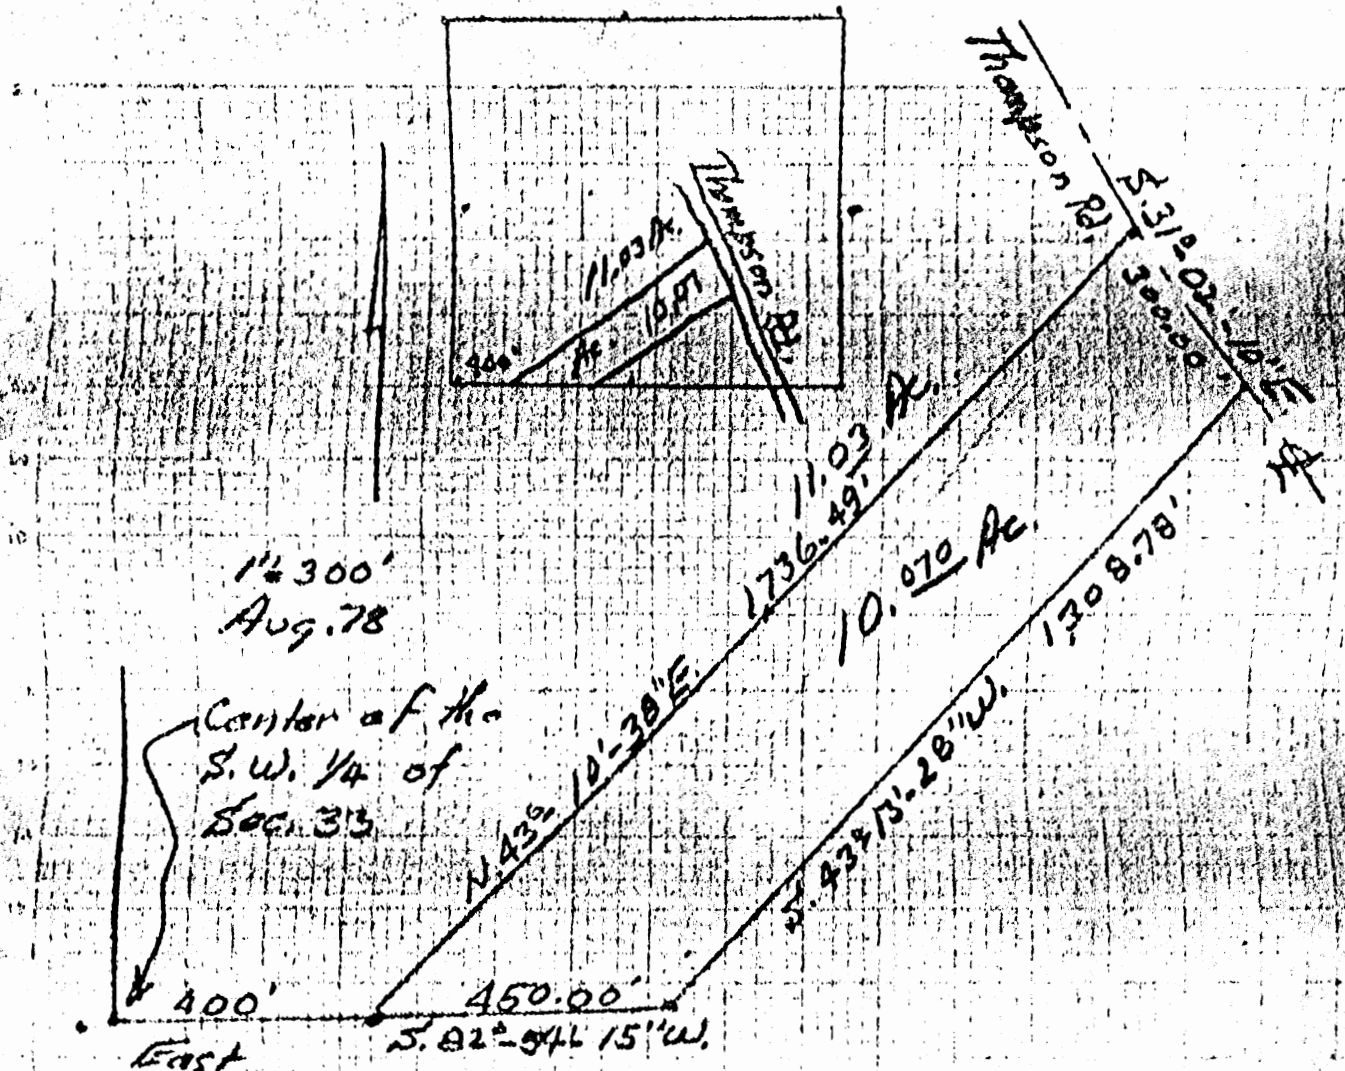 Thompson Rd.
11.03 Ac.
10.07
Ac.
400'
Thompson Rd.
S. 31°-02'-10" E
300.00'
11.03 Ac.
1736.49'
10.070 Ac.
1308.78'
1"=300'
Aug. 78
Center of the
S.W. 1/4 of
Sec. 33
N. 43° 10'-38" E.
S. 43° 13'-28" W.
400'
East
450.00'
15" W.